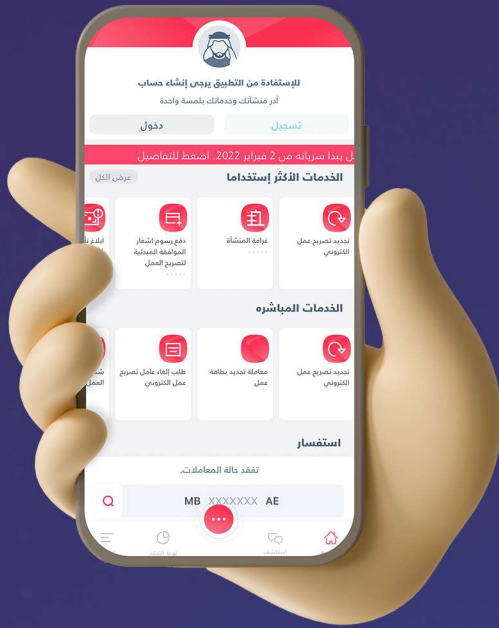 للإستفادة من التطبيق يرجى إنشاء حساب
أدر منشأتك وخدماتك بلمسة واحدة
تسجيل
دخول
ل يبدأ سريانه من 2 فبراير 2022. اضغط للتفاصيل
الخدمات الأكثر إستخداما
عرض الكل
تجديد تصريح عمل
الكتروني
غرامة المنشأة
دفع رسوم اشعار
الموافقة المبدئية
لتصريح العمل
ابلاغ
الخدمات المباشره
تجديد تصريح عمل
الكتروني
معاملة تجديد بطاقة
عمل
طلب إلغاء عامل تصريح
عمل الكتروني
العمل
استفسار
تفقد حالة المعاملات.
MB XXXXXXX AE